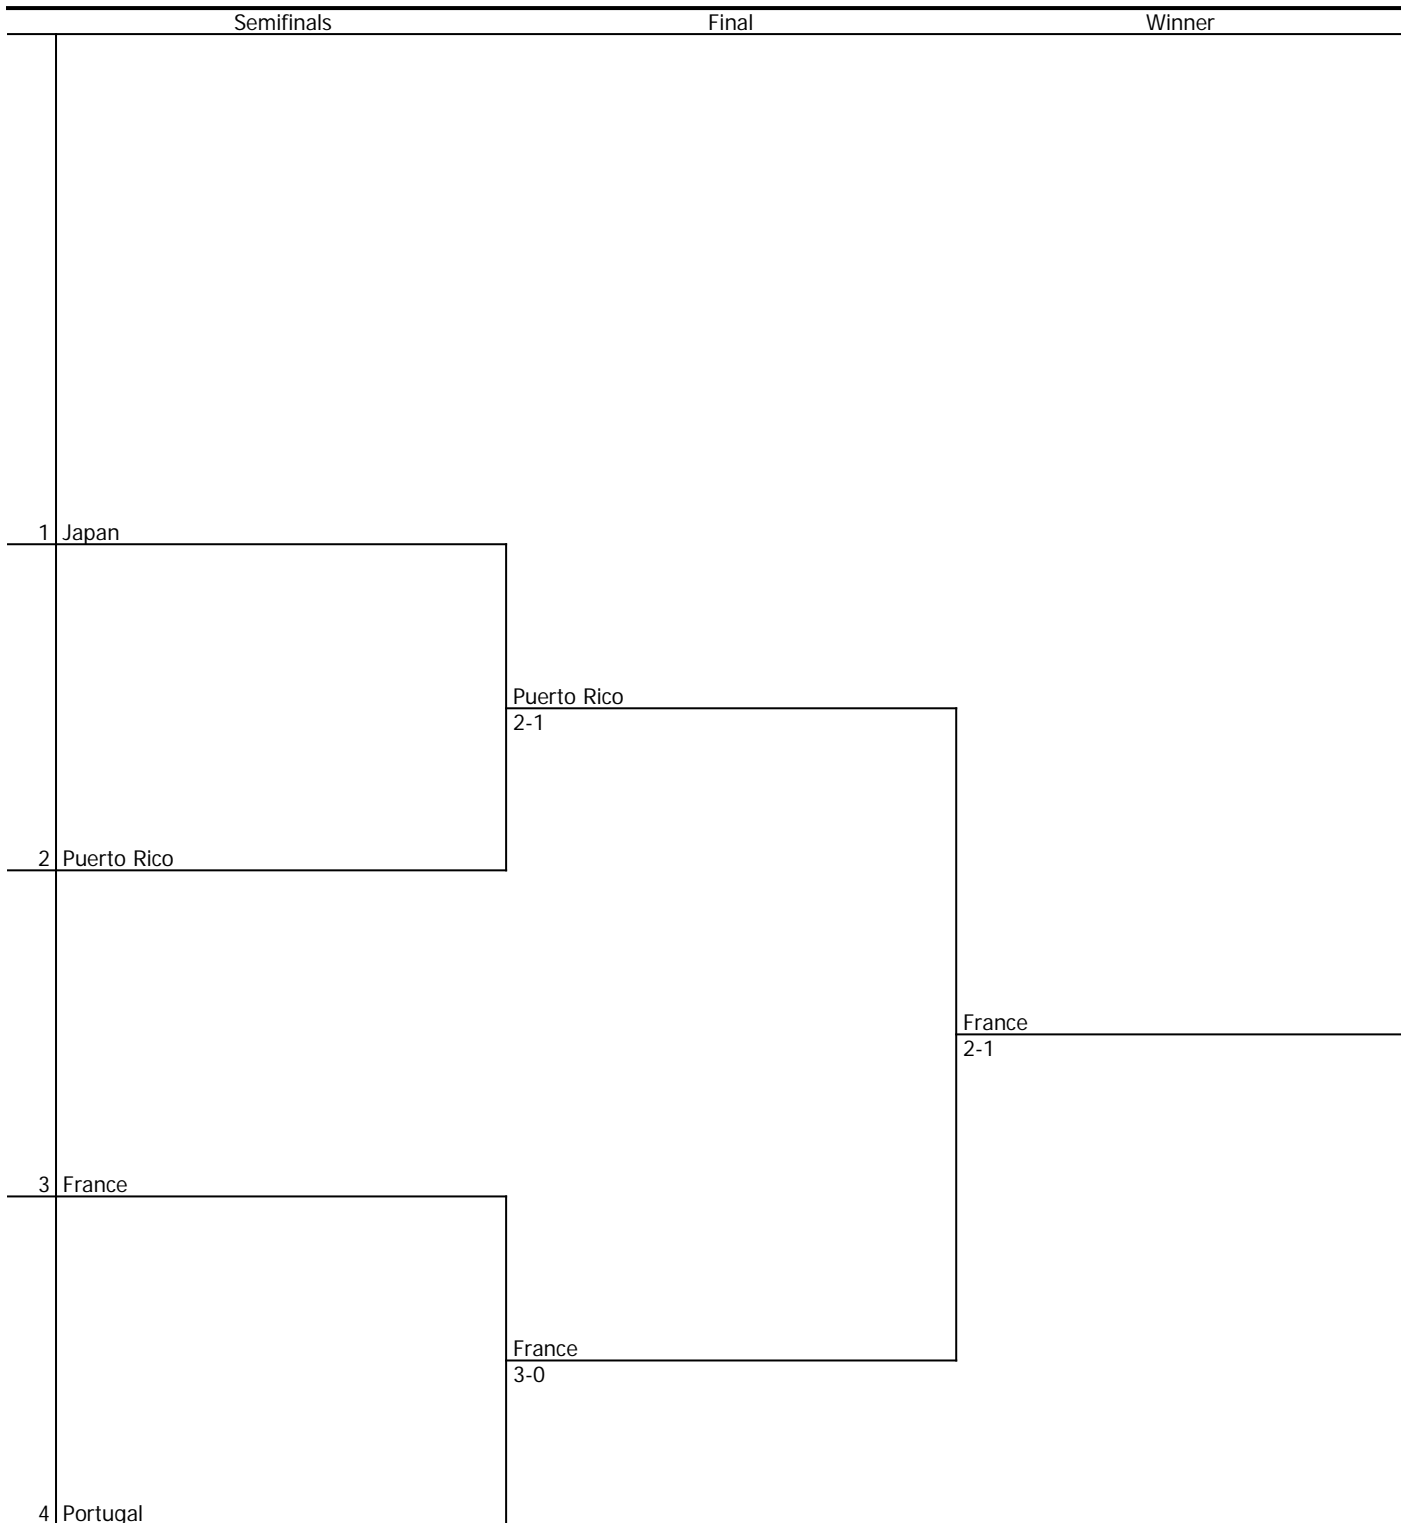 Semifinals Final Winner
1 Japan
Puerto Rico
2-1
2 Puerto Rico
France
2-1
3 France
France
3-0
4 Portugal